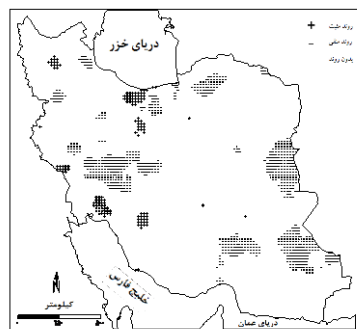 دریای خزر
+ روند مثبت
- روند منفی
بدون روند
خلیج فارس
کیلومتر
دریای عمان